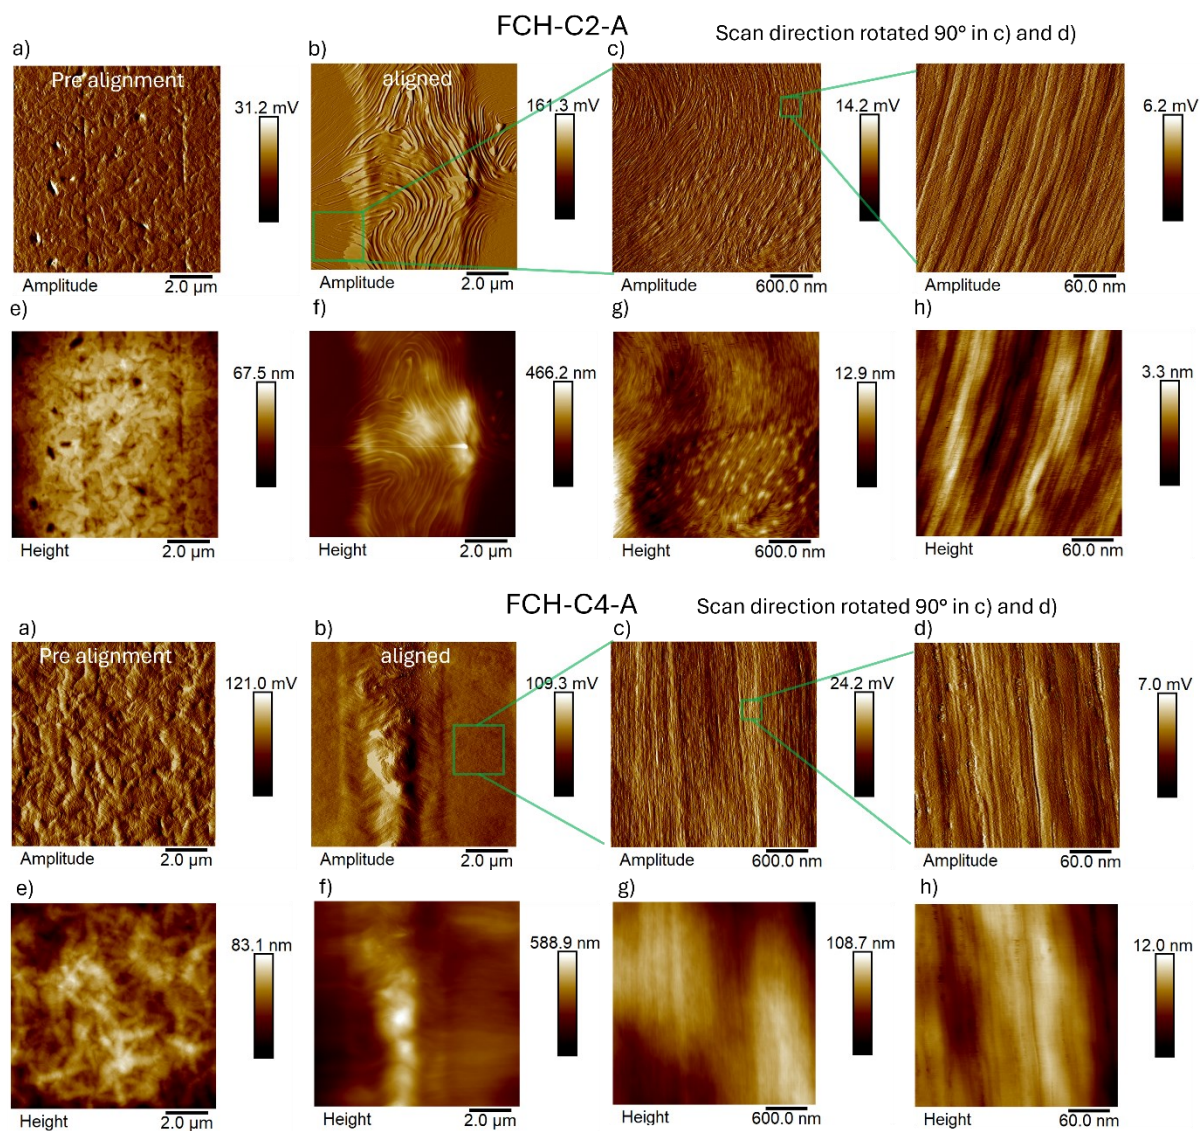 FCH-C2-A
Scan direction rotated 90° in c) and d)
a)
b)
c)
Pre alignment
aligned
31.2 mV
161.3 mV
14.2 mV
6.2 mV
Amplitude
2.0 µm
Amplitude
2.0 µm
Amplitude
600.0 nm
Amplitude
60.0 nm
e)
f)
g)
h)
67.5 nm
466.2 nm
12.9 nm
3.3 nm
Height
2.0 µm
Height
2.0 µm
Height
600.0 nm
Height
60.0 nm
FCH-C4-A
Scan direction rotated 90° in c) and d)
a)
b)
c)
d)
Pre alignment
aligned
121.0 mV
109.3 mV
24.2 mV
7.0 mV
Amplitude
2.0 µm
Amplitude
2.0 µm
Amplitude
600.0 nm
Amplitude
60.0 nm
e)
f)
g)
h)
83.1 nm
588.9 nm
108.7 nm
12.0 nm
Height
2.0 µm
Height
2.0 µm
Height
600.0 nm
Height
60.0 nm